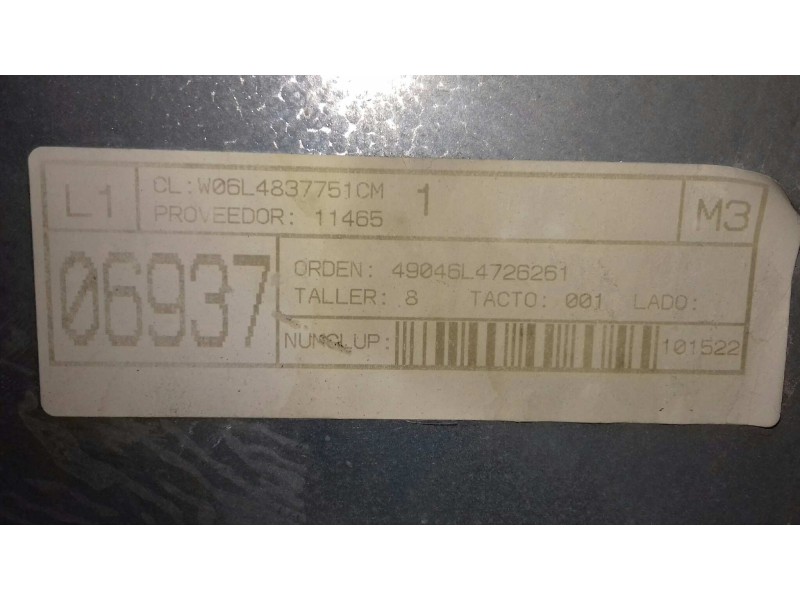 L1
CL:W06L4837751CM 1
PROVEEDOR: 11465
M3
06937
ORDEN: 49046L4726261
TALLER: 8 TACTO: 001 LADO:
NUMCLUP: 101522